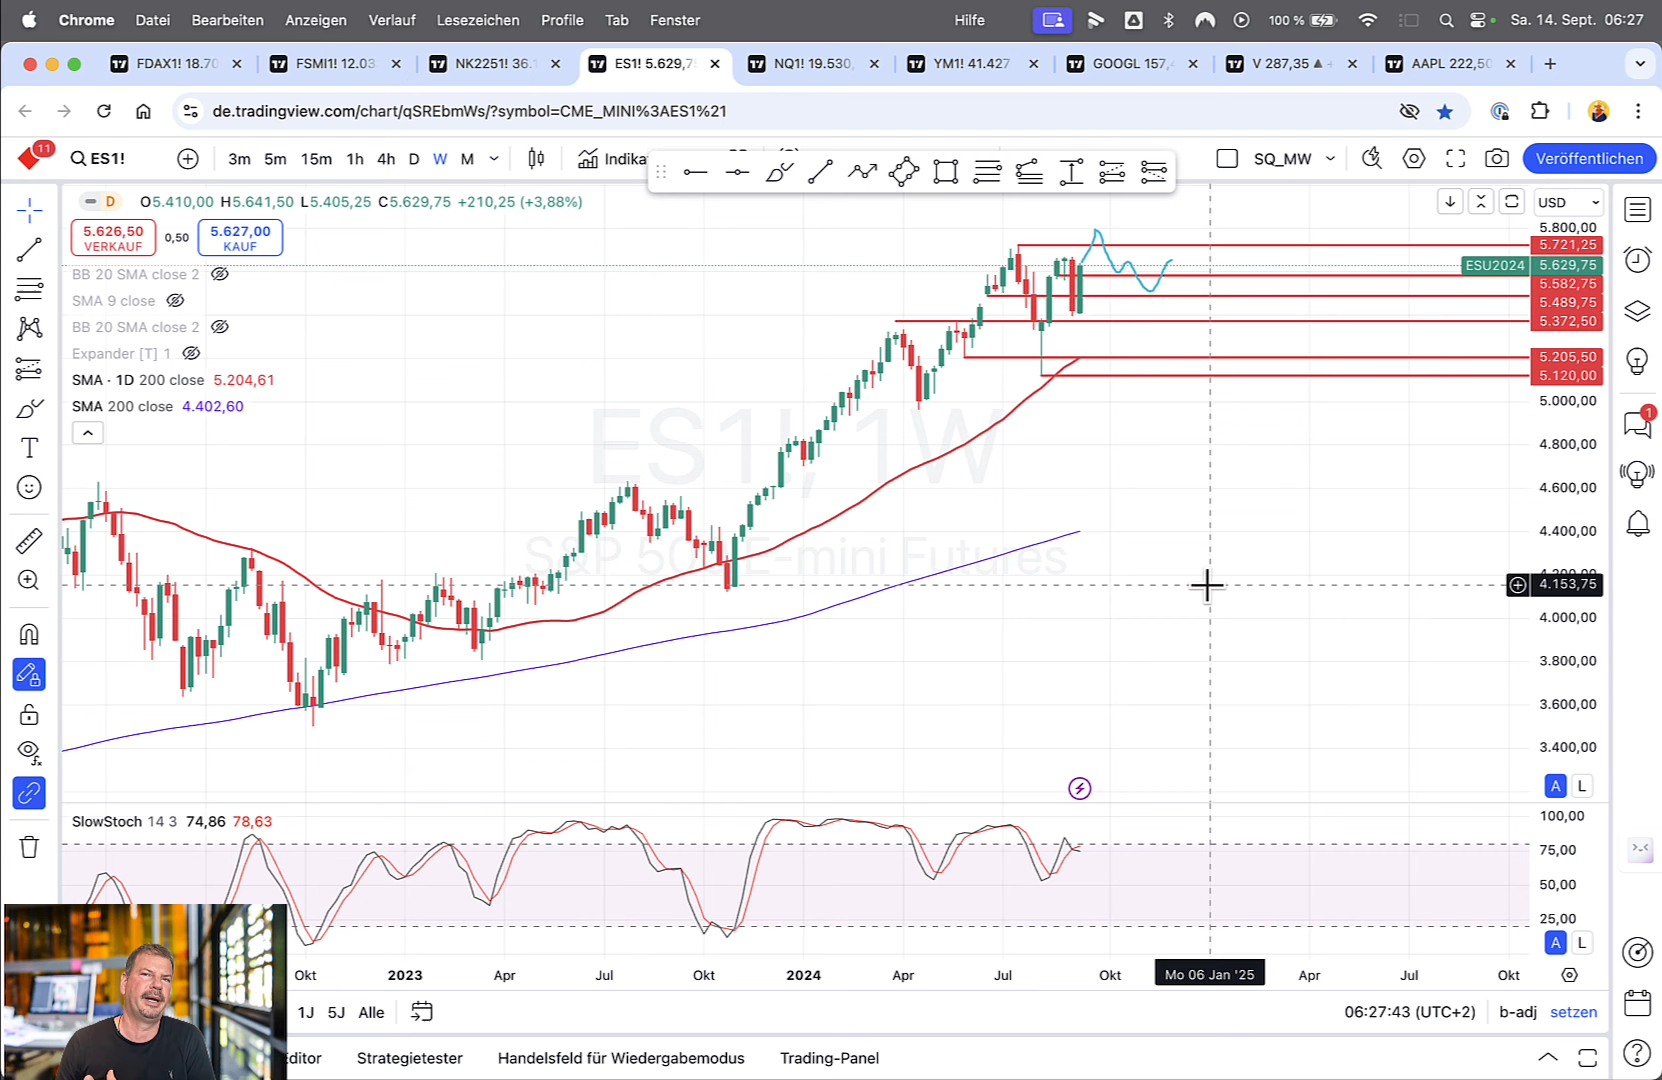 Chrome Datei Bearbeiten Anzeigen Verlauf Lesezeichen Profile Tab Fenster Hilfe 100 % Sa. 14. Sept. 06:27
FDAX1! 18.70 FSMI1! 12.03 NK2251! 36. ES1! 5.629,7 NQ1! 19.530, YM1! 41.427 GOOGL 157, V 287,35 ▲ AAPL 222,50
de.tradingview.com/chart/qSREbmWs/?symbol=CME_MINI%3AES1%21
11 ES1! 3m 5m 15m 1h 4h D W M Indika SQ_MW Veröffentlichen
D O5.410,00 H5.641,50 L5.405,25 C5.629,75 +210,25 (+3,88%) USD
5.626,50 VERKAUF 0,50 5.627,00 KAUF
BB 20 SMA close 2
SMA 9 close
BB 20 SMA close 2
Expander [T] 1
SMA · 1D 200 close 5.204,61
SMA 200 close 4.402,60
ES1!, 1W
S&P 500 E-mini Futures
5.800,00
5.721,25
ESU2024 5.629,75
5.582,75
5.489,75
5.372,50
5.205,50
5.120,00
5.000,00
4.800,00
4.600,00
4.400,00
4.200,00
4.153,75
4.000,00
3.800,00
3.600,00
3.400,00
A L
1
SlowStoch 14 3 74,86 78,63
100,00
75,00
50,00
25,00
A L
Okt 2023 Apr Jul Okt 2024 Apr Jul Okt Mo 06 Jan '25 Apr Jul Okt
1J 5J Alle 06:27:43 (UTC+2) b-adj setzen
ditor Strategietester Handelsfeld für Wiedergabemodus Trading-Panel